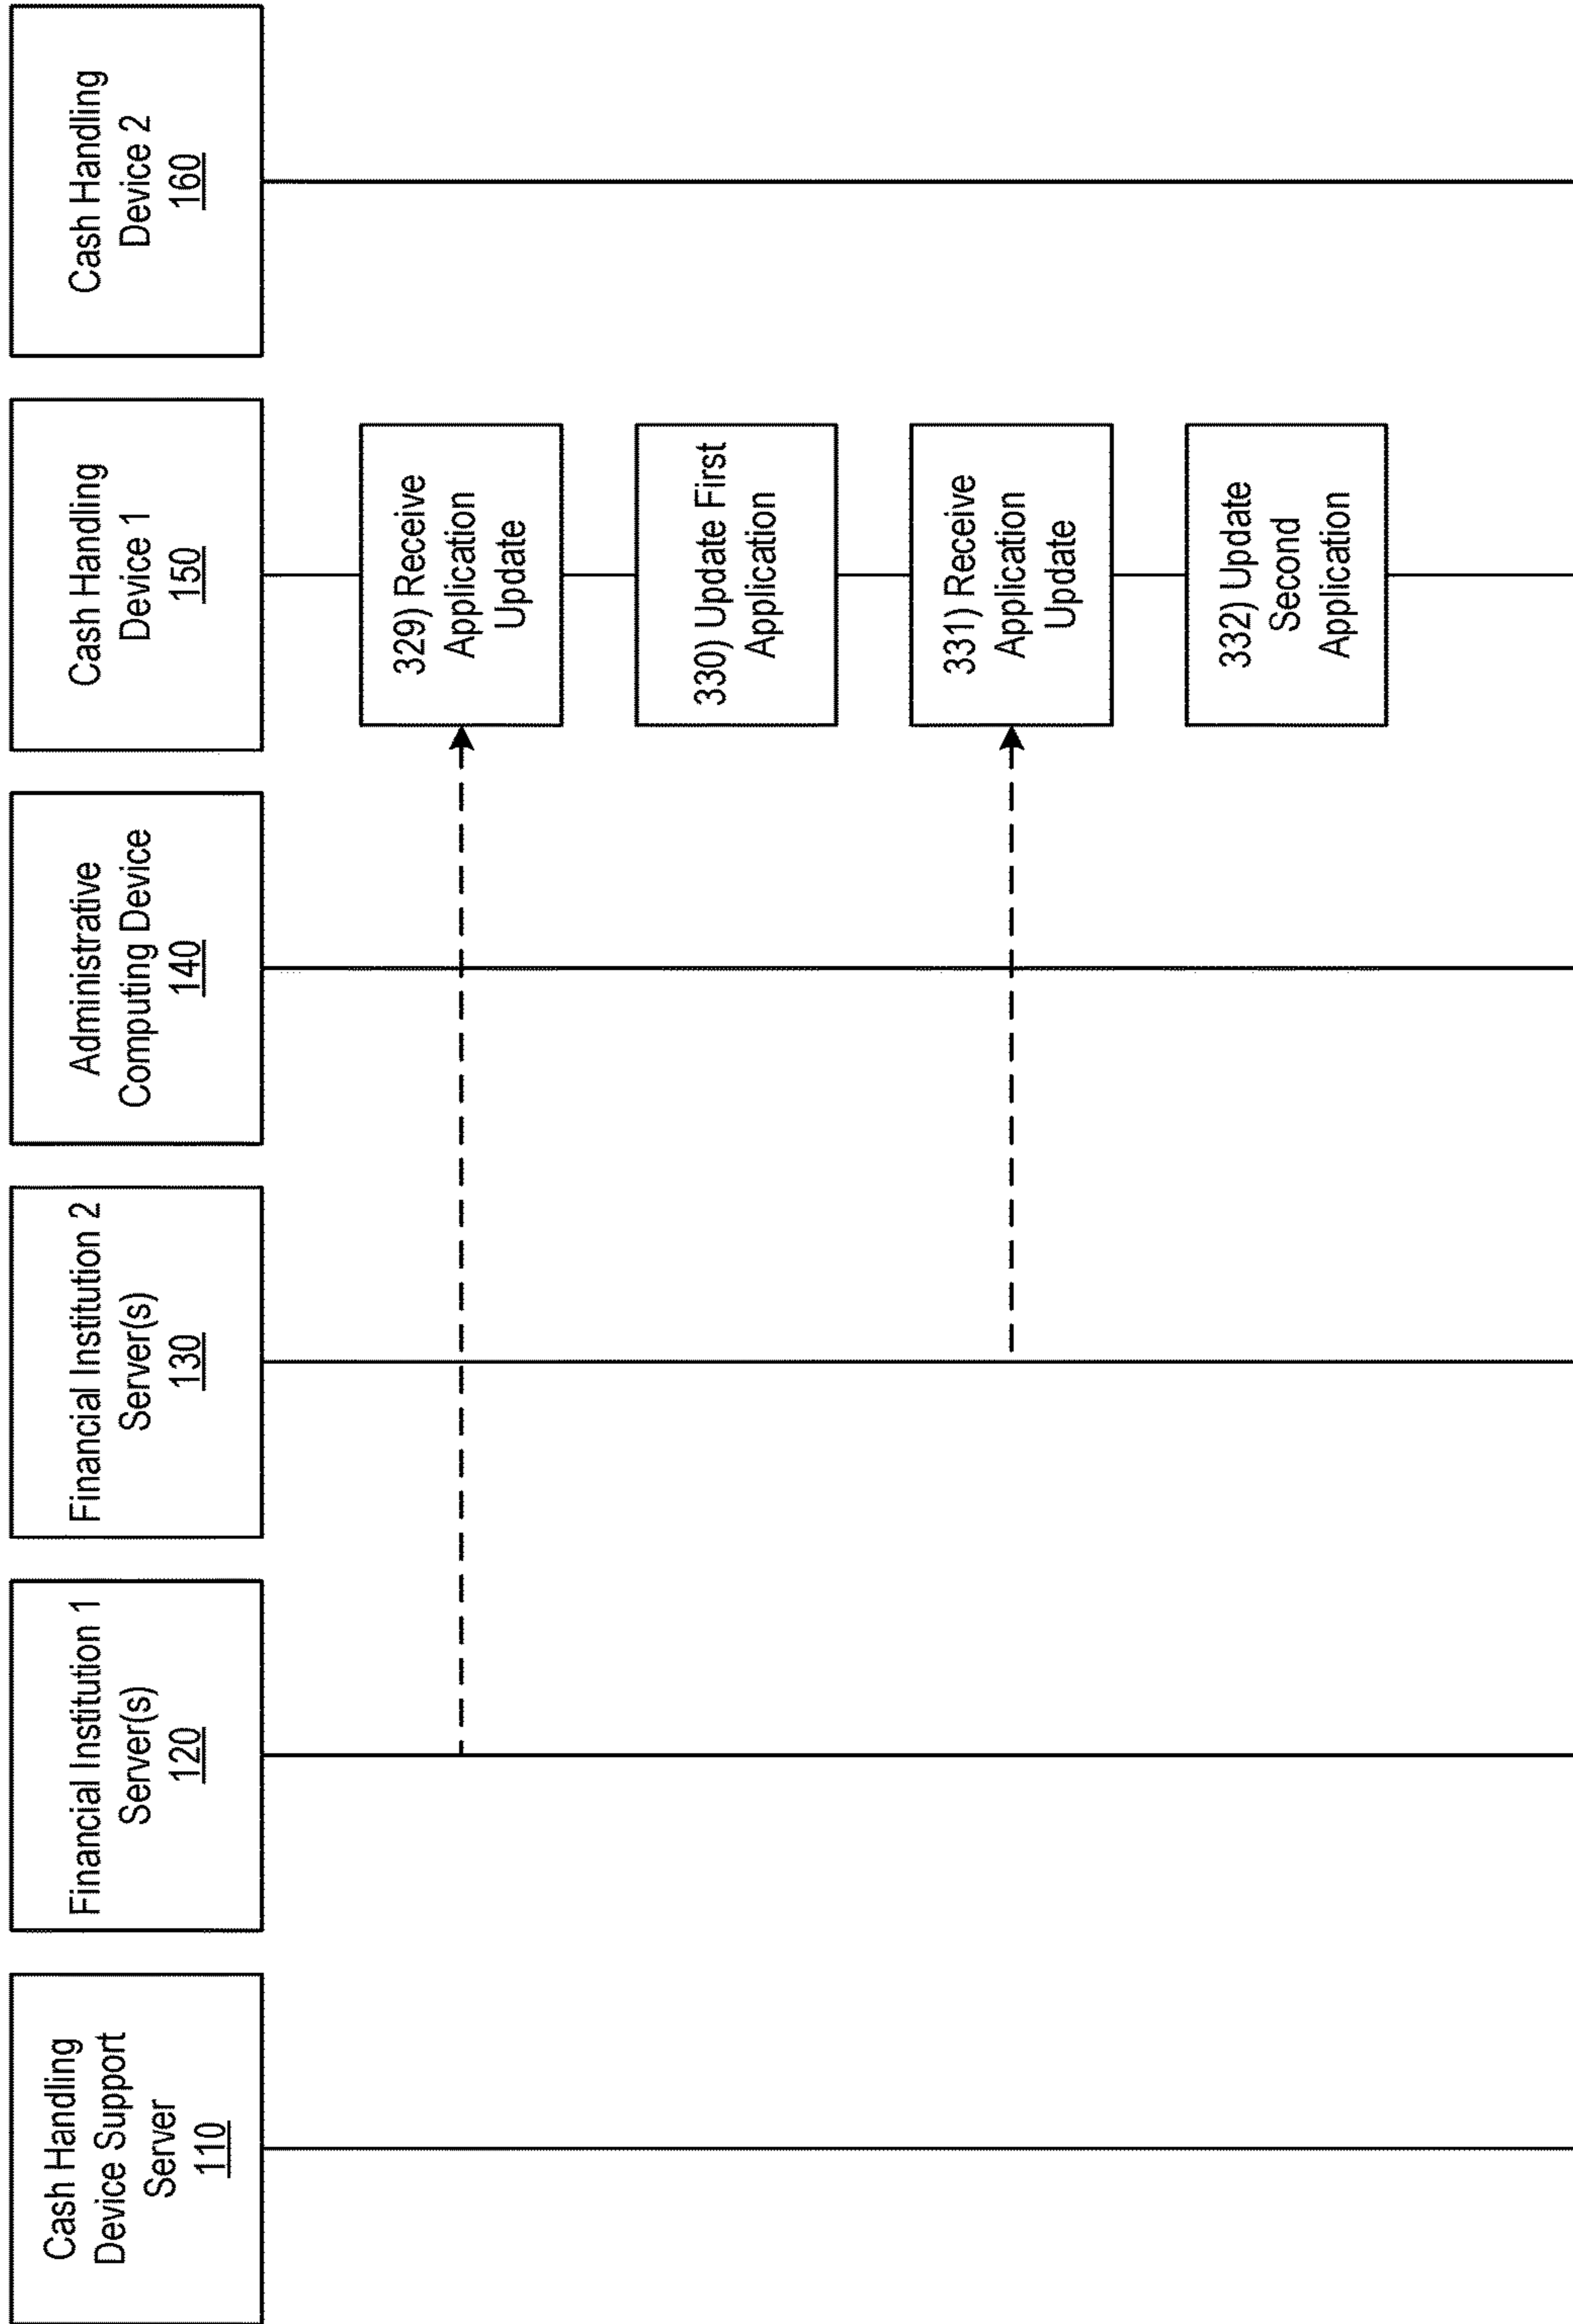 Cash Handling
Device Support
Server
110
Financial Institution 1
Server(s)
120
Financial Institution 2
Server(s)
130
Administrative
Computing Device
140
Cash Handling
Device 1
150
Cash Handling
Device 2
160
329) Receive
Application
Update
330) Update First
Application
331) Receive
Application
Update
332) Update
Second
Application